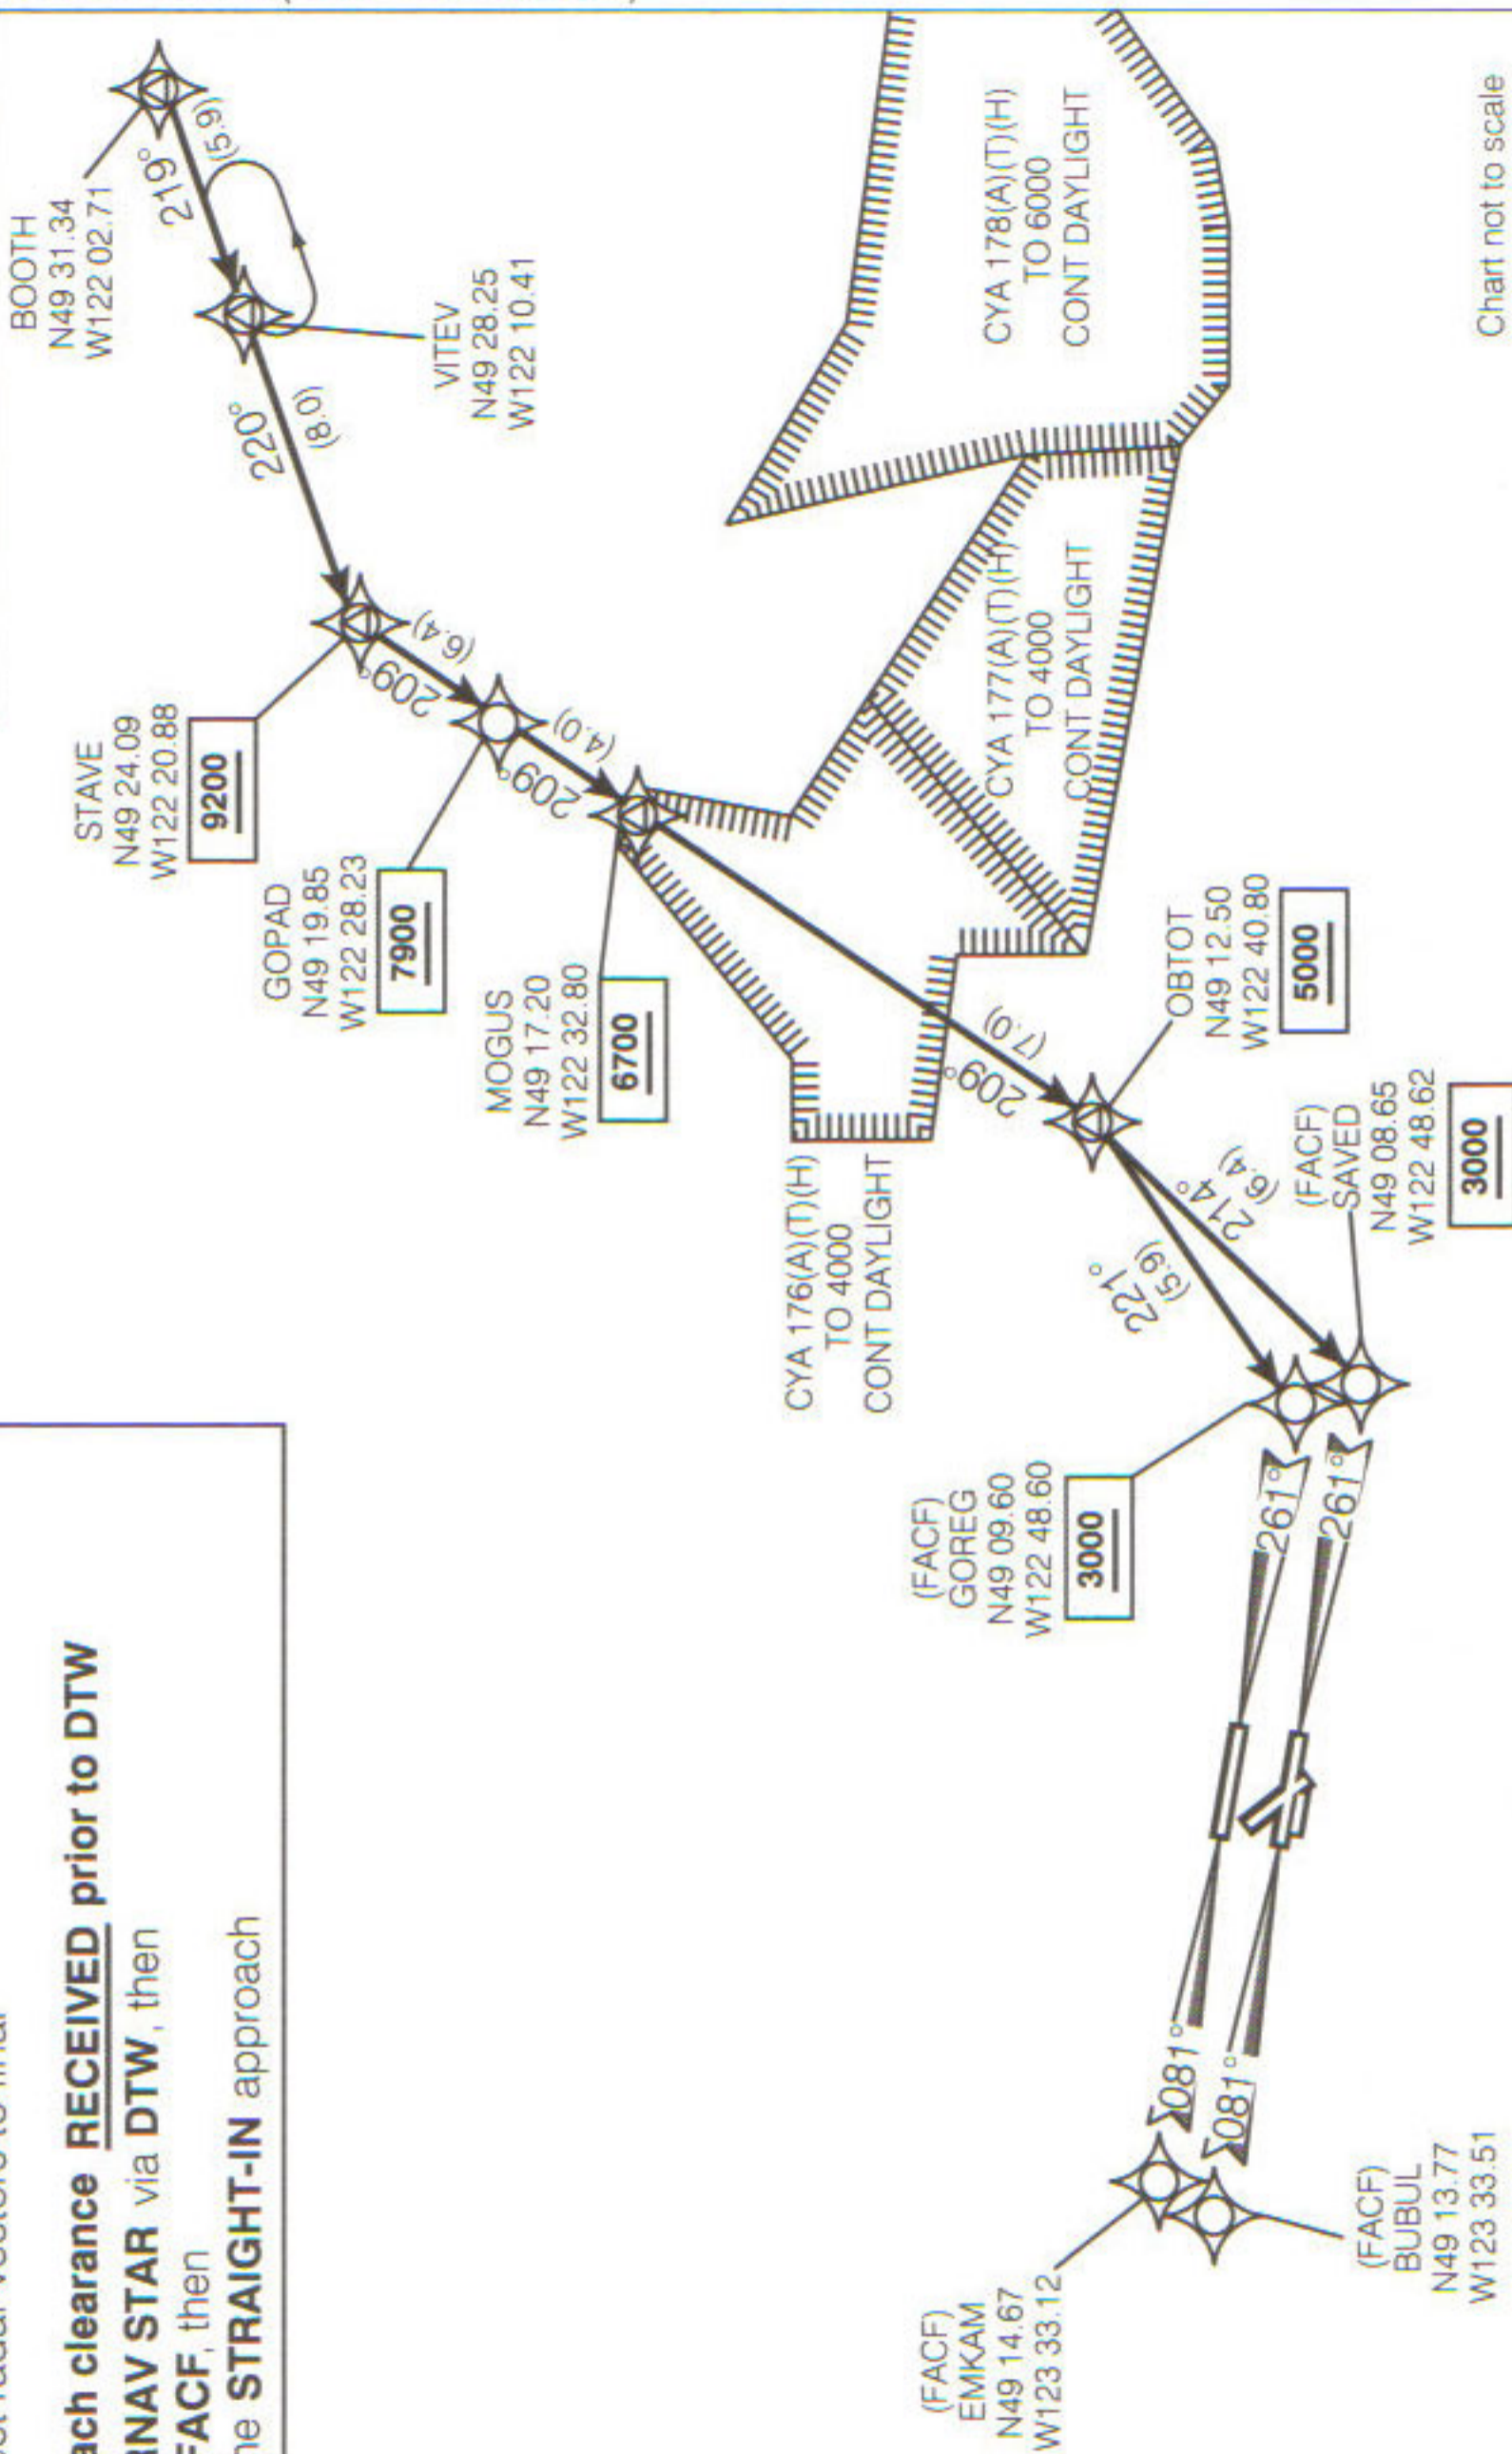 radar vectors to final
ach clearance RECEIVED prior to DTW
RNAV STAR via DTW, then
FACF, then
ne STRAIGHT-IN approach
BOOTH
N49 31.34
W122 02.71
219°
(5.9)
VITEV
N49 28.25
W122 10.41
220°
(8.0)
STAVE
N49 24.09
W122 20.88
9200
209°
(6.4)
GOPAD
N49 19.85
W122 28.23
7900
209°
(4.0)
MOGUS
N49 17.20
W122 32.80
6700
209°
(7.0)
CYA 178(A)(T)(H)
TO 6000
CONT DAYLIGHT
CYA 177(A)(T)(H)
TO 4000
CONT DAYLIGHT
CYA 176(A)(T)(H)
TO 4000
CONT DAYLIGHT
OBTOT
N49 12.50
W122 40.80
5000
221°
(5.9)
214°
(6.4)
(FACF)
SAVED
N49 08.65
W122 48.62
3000
(FACF)
GOREG
N49 09.60
W122 48.60
3000
261°
261°
081°
081°
(FACF)
EMKAM
N49 14.67
W123 33.12
(FACF)
BUBUL
N49 13.77
W123 33.51
Chart not to scale